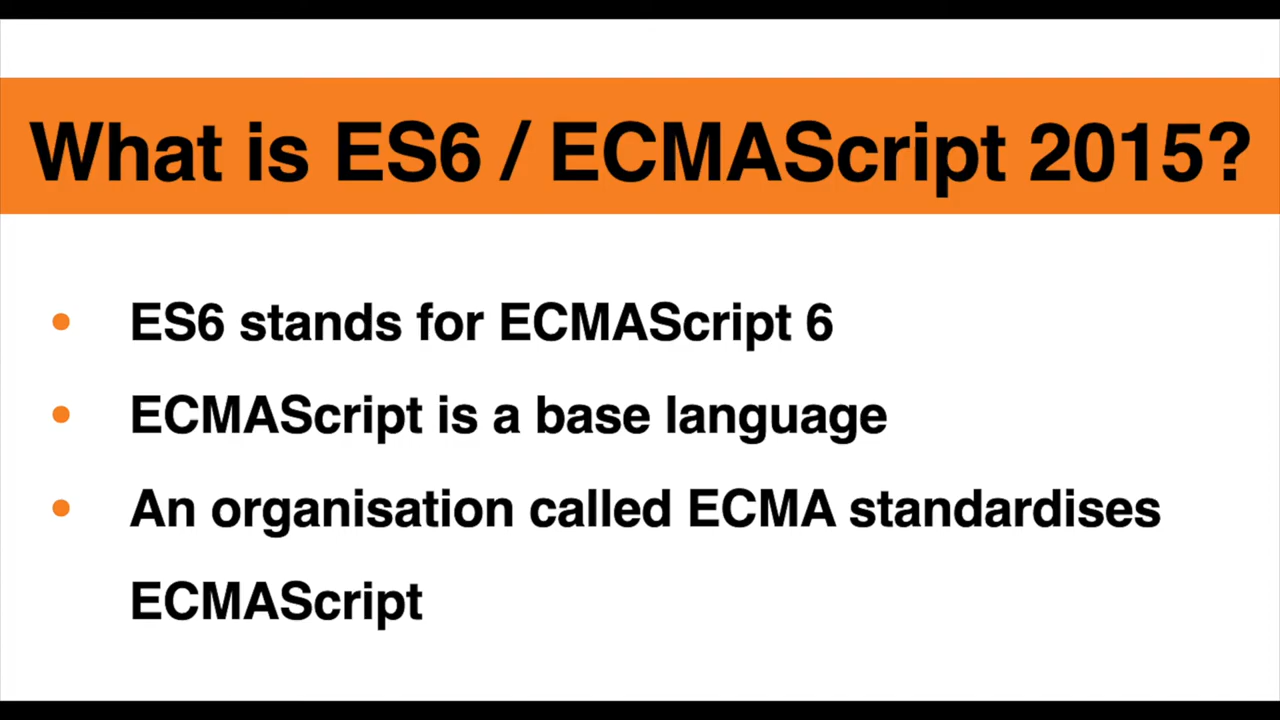 What is ES6 / ECMAScript 2015?
• ES6 stands for ECMAScript 6
• ECMAScript is a base language
• An organisation called ECMA standardises
ECMAScript